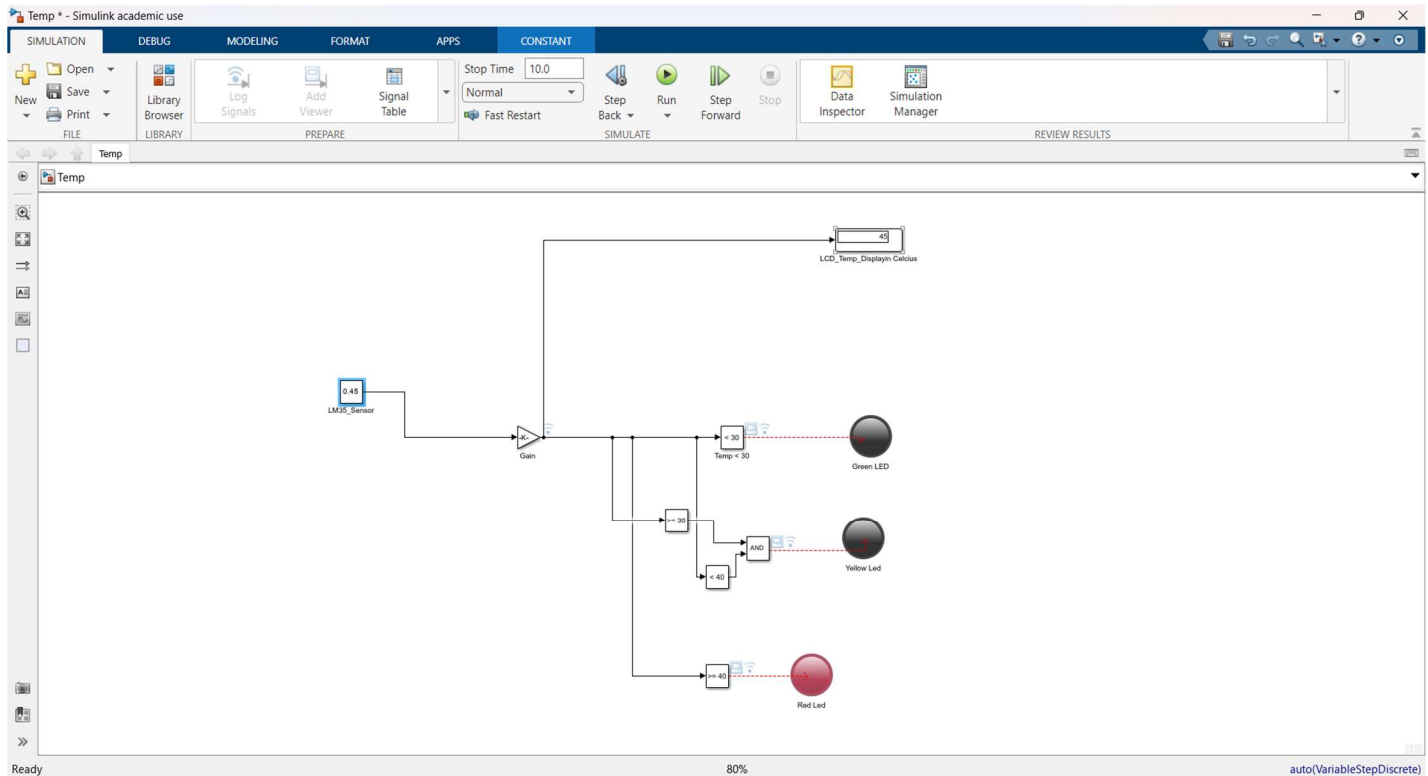 Temp * - Simulink academic use
SIMULATION DEBUG MODELING FORMAT APPS CONSTANT
New
Open
Save
Print
FILE
Library
Browser
LIBRARY
Log
Signals
Add
Viewer
Signal
Table
PREPARE
Stop Time 10.0
Normal
Fast Restart
Step
Back
Run
Step
Forward
Stop
SIMULATE
Data
Inspector
Simulation
Manager
REVIEW RESULTS
Temp
Temp
45
LCD_Temp_Displayin Celcius
0.45
LM35_Sensor
-K-
Gain
< 30
Temp < 30
Green LED
>= 30
AND
< 40
Yellow Led
>= 40
Red Led
Ready 80% auto(VariableStepDiscrete)